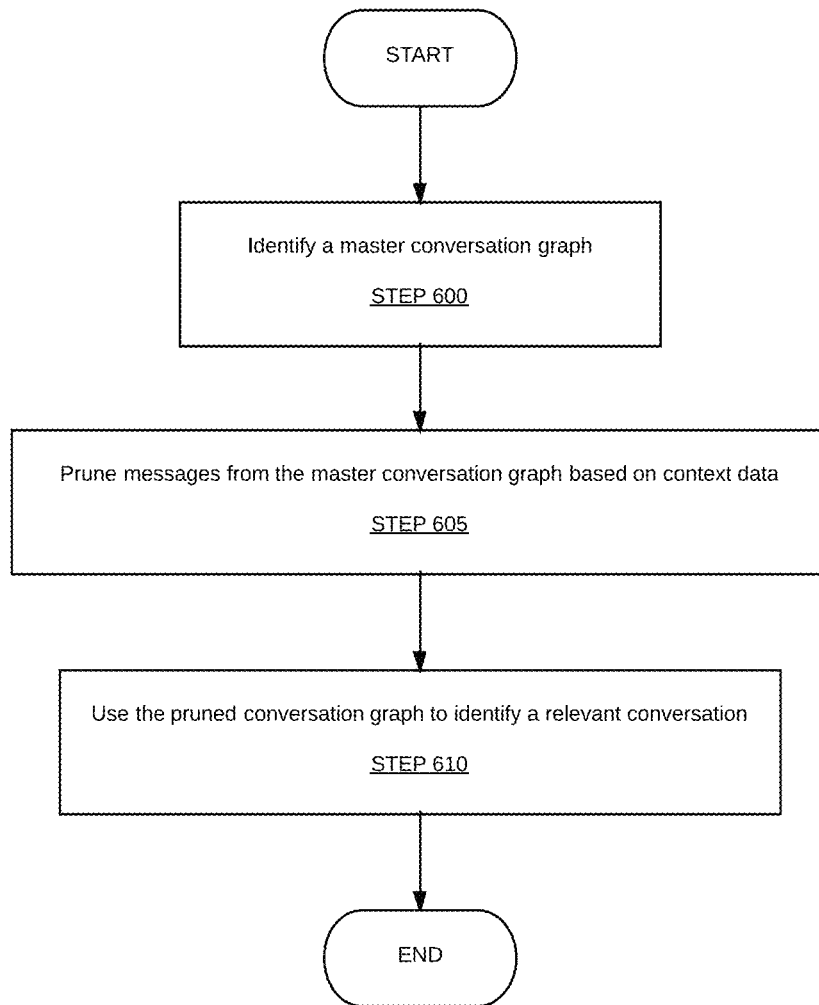 START
Identify a master conversation graph
STEP 600
Prune messages from the master conversation graph based on context data
STEP 605
Use the pruned conversation graph to identify a relevant conversation
STEP 610
END